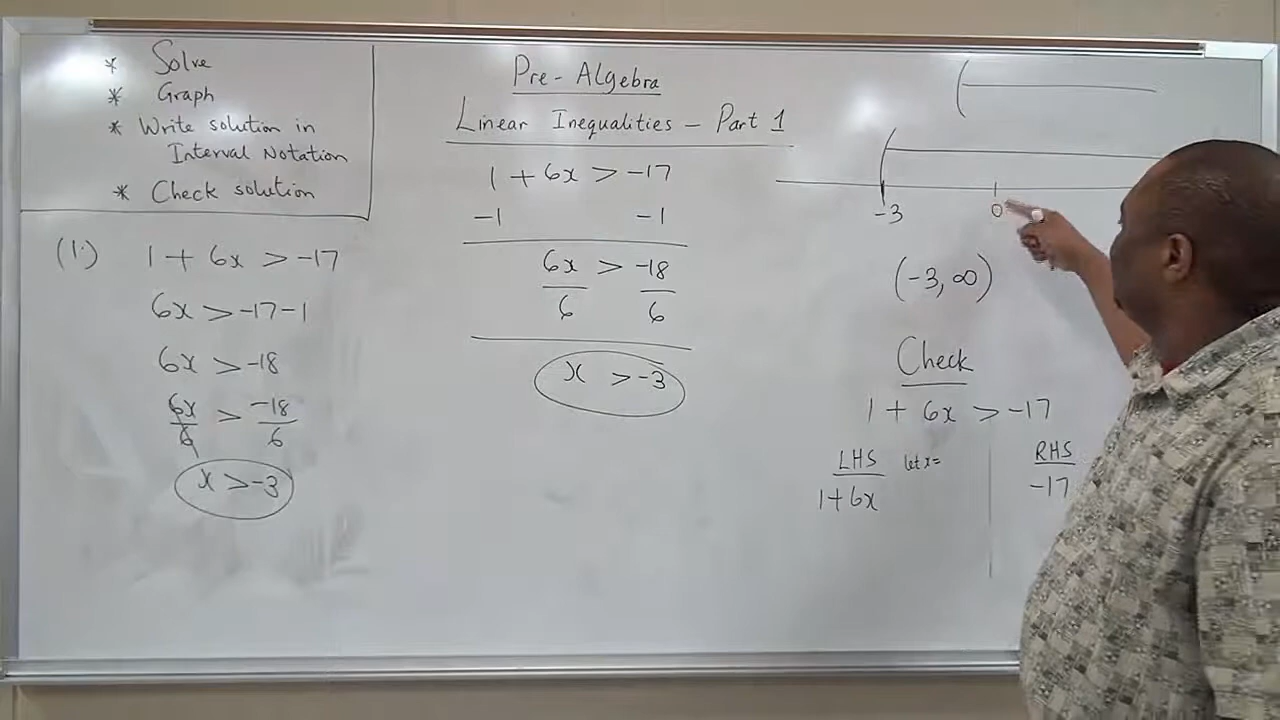 * Solve
* Graph
* Write solution in
Interval Notation
* Check solution
Pre-Algebra
Linear Inequalities - Part 1
(1.) 1 + 6x > -17
6x > -17-1
6x > -18
6x/6 > -18/6
x > -3
1 + 6x > -17
-1 -1
6x/6 > -18/6
x > -3
-3 0
(-3, ∞)
Check
1 + 6x > -17
LHS let x= RHS
1+6x -17